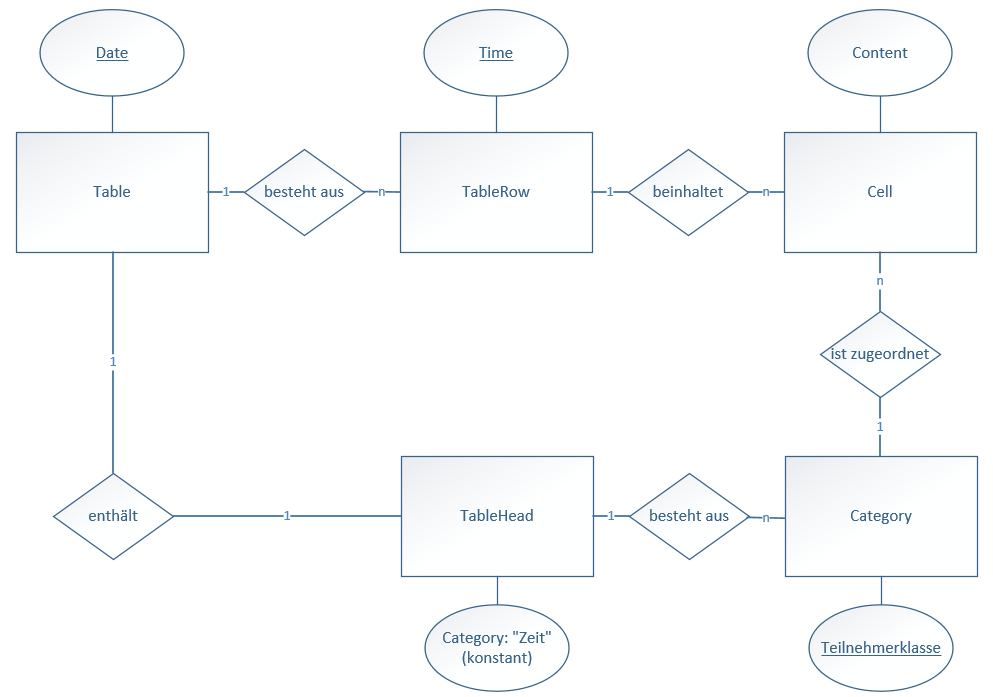 Date
Time
Content
Table
1
besteht aus
n
TableRow
1
beinhaltet
n
Cell
n
ist zugeordnet
1
1
enthält
1
TableHead
1
besteht aus
n
Category
Category: "Zeit"
(konstant)
Teilnehmerklasse